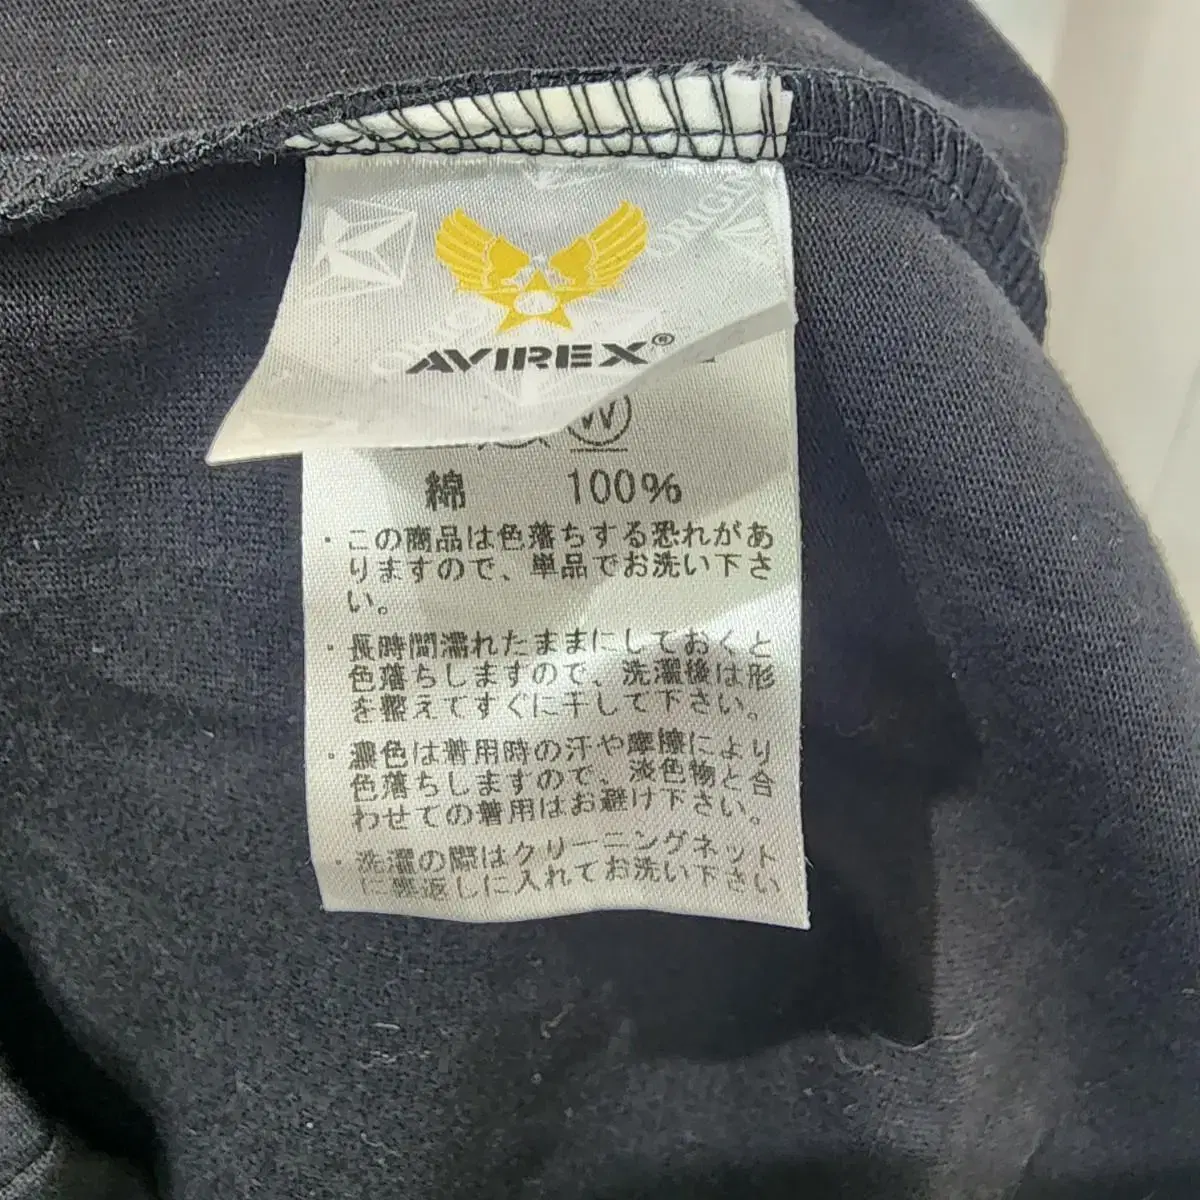 ORIGIN
ORIGI
AVIREX®
W
綿 100%
・この商品は色落ちする恐れがあ
りますので、単品でお洗い下さ
い。
・長時間濡れたままにしておくと
色落ちしますので、洗濯後は形
を整えてすぐに干して下さい。
・濃色は着用時の汗や摩擦により
色落ちしますので、淡色物と合
わせての着用はお避け下さい。
・洗濯の際はクリーニングネット
に裏返しに入れてお洗い下さい